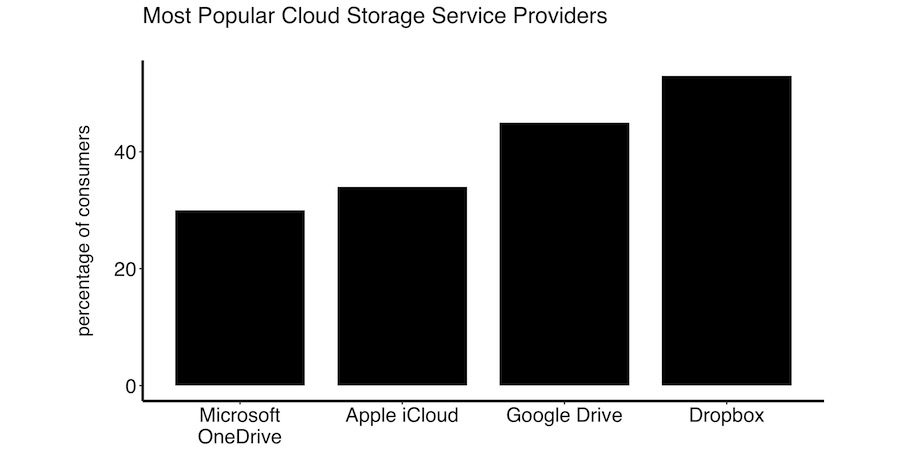 Most Popular Cloud Storage Service Providers
percentage of consumers
40
20
0
Microsoft
OneDrive
Apple iCloud
Google Drive
Dropbox